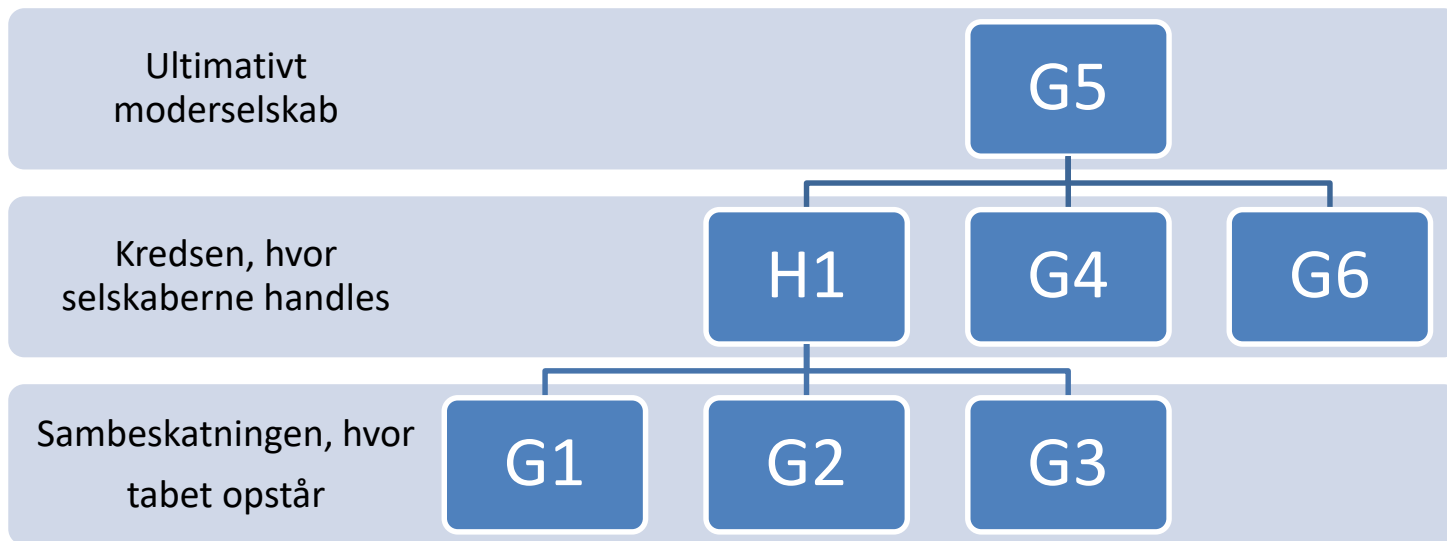 Ultimativt
moderselskab
G5
Kredsen, hvor
selskaberne handles
H1
G4
G6
Sambeskatningen, hvor
tabet opstår
G1
G2
G3